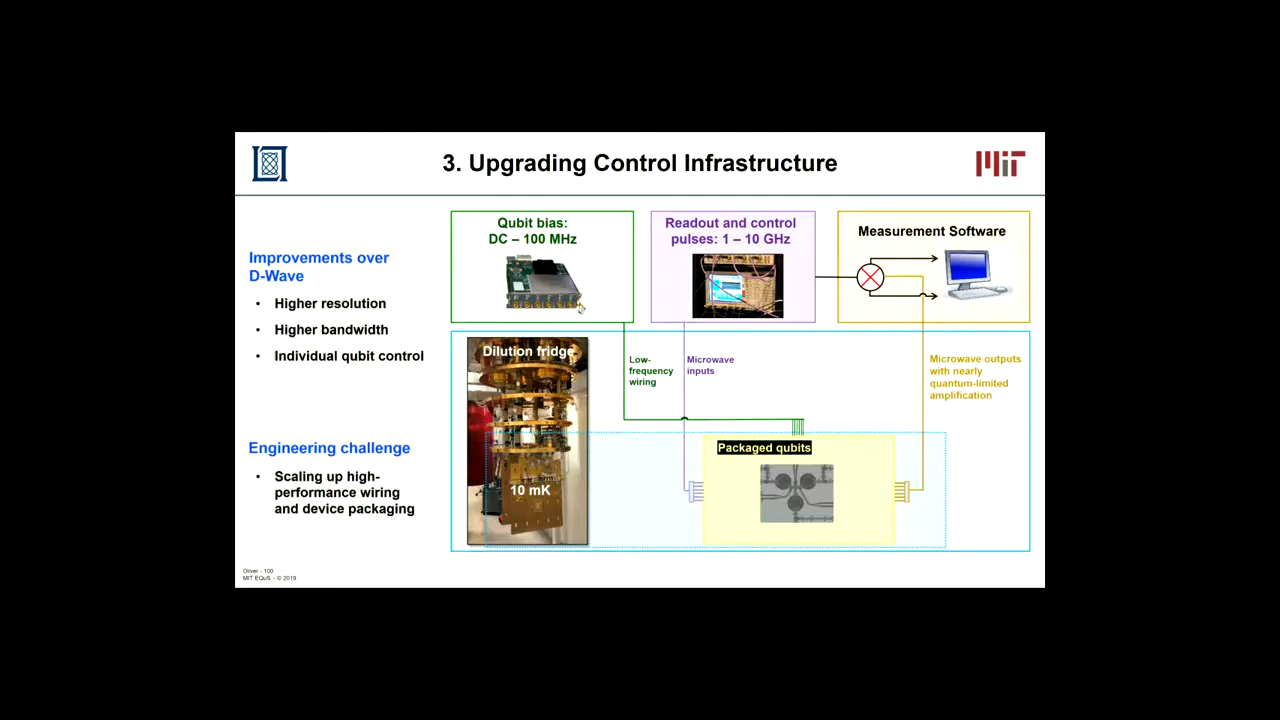 3. Upgrading Control Infrastructure
MIT
Improvements over
D-Wave
• Higher resolution
• Higher bandwidth
• Individual qubit control
Engineering challenge
• Scaling up high-
performance wiring
and device packaging
Qubit bias:
DC – 100 MHz
Readout and control
pulses: 1 – 10 GHz
Measurement Software
Dilution fridge
Low-
frequency
wiring
Microwave
inputs
Microwave outputs
with nearly
quantum-limited
amplification
Packaged qubits
10 mK
Oliver - 100
MIT EQuS – © 2019